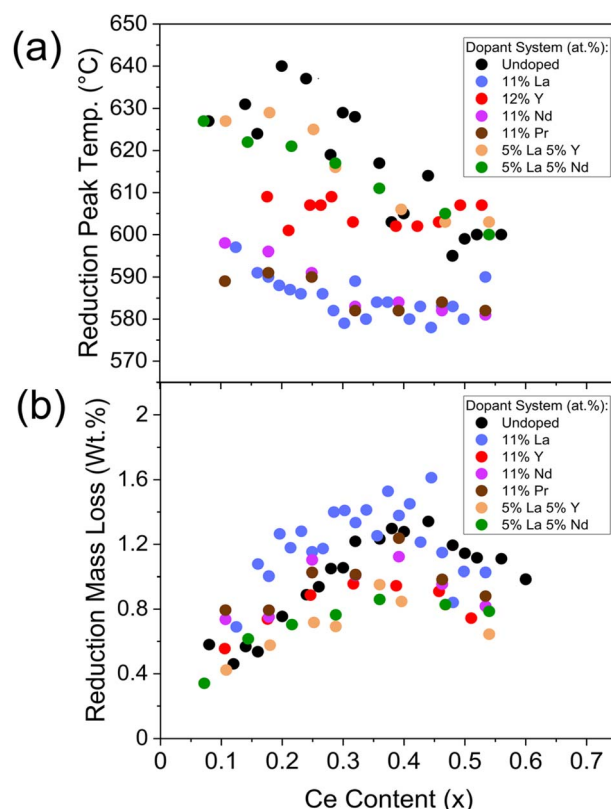 (a)
Reduction Peak Temp. (°C)
660
650
640
630
620
610
600
590
580
570
Dopant System (at.%):
Undoped
11% La
12% Y
11% Nd
11% Pr
5% La 5% Y
5% La 5% Nd
(b)
Reduction Mass Loss (Wt.%)
2
1.6
1.2
0.8
0.4
0.0
Dopant System (at.%):
Undoped
11% La
11% Y
11% Nd
11% Pr
5% La 5% Y
5% La 5% Nd
0 0.1 0.2 0.3 0.4 0.5 0.6 0.7
Ce Content (x)